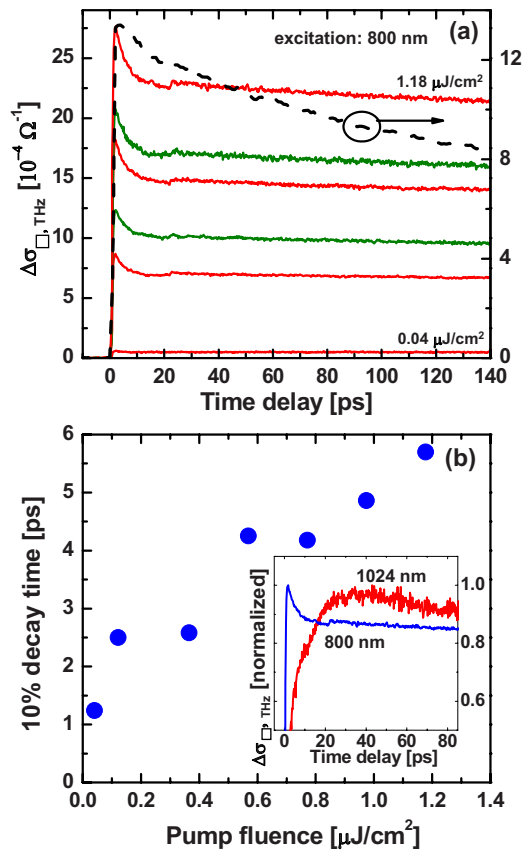 (a)
excitation: 800 nm
1.18 μJ/cm²
0.04 μJ/cm²
Δσ□, THz [10⁻⁴ Ω⁻¹]
25
20
15
10
5
0
12
8
4
0
0 20 40 60 80 100 120 140
Time delay [ps]
(b)
10% decay time [ps]
6
5
4
3
2
1
0
1024 nm
800 nm
Δσ□, THz [normalized]
1.0
0.8
0.6
0 20 40 60 80
Time delay [ps]
0.0 0.2 0.4 0.6 0.8 1.0 1.2 1.4
Pump fluence [μJ/cm²]